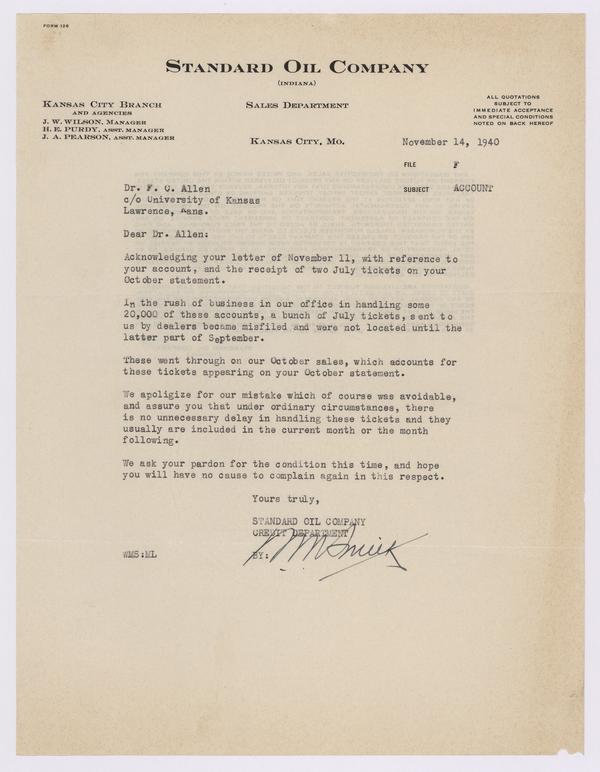 FORM 126
STANDARD OIL COMPANY
(INDIANA)
KANSAS CITY BRANCH
AND AGENCIES
J. W. WILSON, MANAGER
H. E. PURDY, ASST. MANAGER
J. A. PEARSON, ASST. MANAGER
SALES DEPARTMENT
KANSAS CITY, MO.
ALL QUOTATIONS
SUBJECT TO
IMMEDIATE ACCEPTANCE
AND SPECIAL CONDITIONS
NOTED ON BACK HEREOF
November 14, 1940
FILE F
SUBJECT ACCOUNT
Dr. F. C. Allen
c/o University of Kansas
Lawrence, Kans.
Dear Dr. Allen:
Acknowledging your letter of November 11, with reference to
your account, and the receipt of two July tickets on your
October statement.
In the rush of business in our office in handling some
20,000 of these accounts, a bunch of July tickets, sent to
us by dealers became misfiled and were not located until the
latter part of September.
These went through on our October sales, which accounts for
these tickets appearing on your October statement.
We apoligize for our mistake which of course was avoidable,
and assure you that under ordinary circumstances, there
is no unnecessary delay in handling these tickets and they
usually are included in the current month or the month
following.
We ask your pardon for the condition this time, and hope
you will have no cause to complain again in this respect.
Yours truly,
STANDARD OIL COMPANY
CREDIT DEPARTMENT
WMS:ML BY: